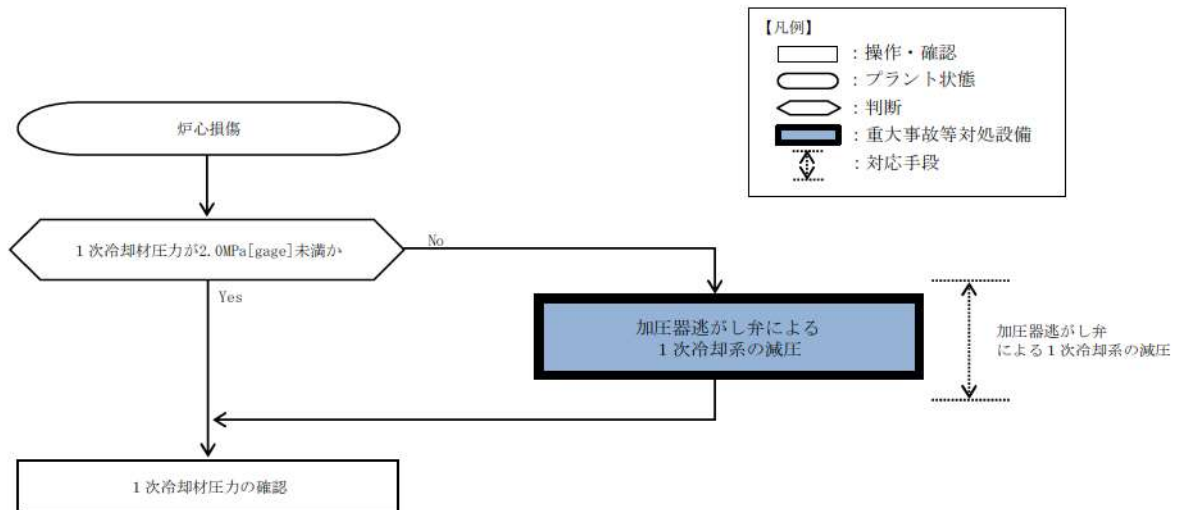 【凡例】
：操作・確認
：プラント状態
：判断
：重大事故等対処設備
：対応手段
炉心損傷
１次冷却材圧力が2.0MPa[gage]未満か
No
Yes
加圧器逃がし弁による
１次冷却系の減圧
加圧器逃がし弁
による１次冷却系の減圧
１次冷却材圧力の確認